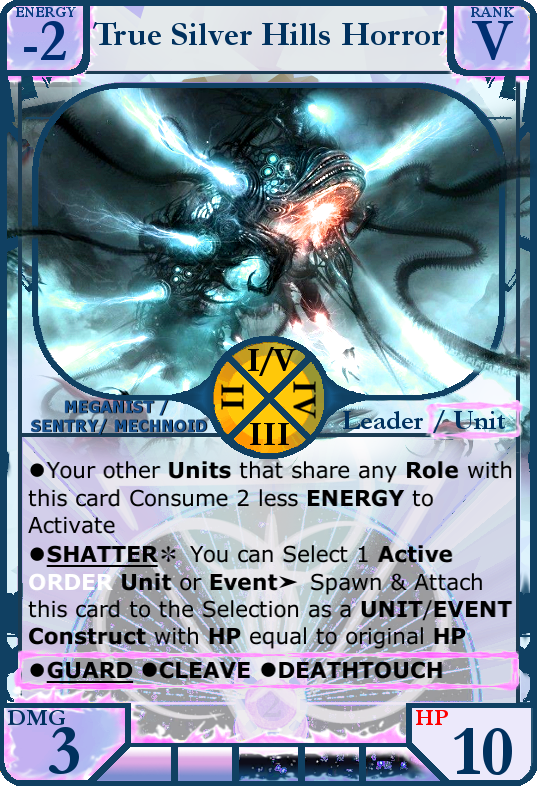 ENERGY
-2
True Silver Hills Horror
RANK
V
I/V
II
IV
III
MEGANIST /
SENTRY/ MECHNOID
Leader / Unit
●Your other Units that share any Role with
this card Consume 2 less ENERGY to
Activate
●SHATTER✻ You can Select 1 Active
ORDER Unit or Event➤ Spawn & Attach
this card to the Selection as a UNIT/EVENT
Construct with HP equal to original HP
●GUARD ●CLEAVE ●DEATHTOUCH
DMG
3
HP
10